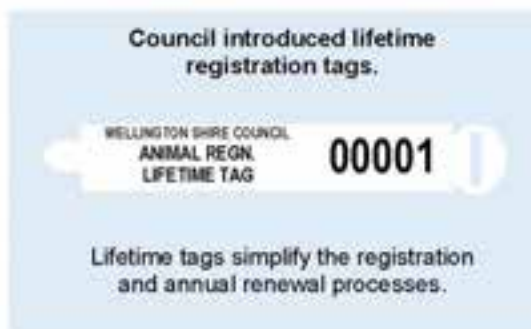 Council introduced lifetime
registration tags.
WELLINGTON SHIRE COUNCIL
ANIMAL REGN.
LIFETIME TAG
00001
Lifetime tags simplify the registration
and annual renewal processes.